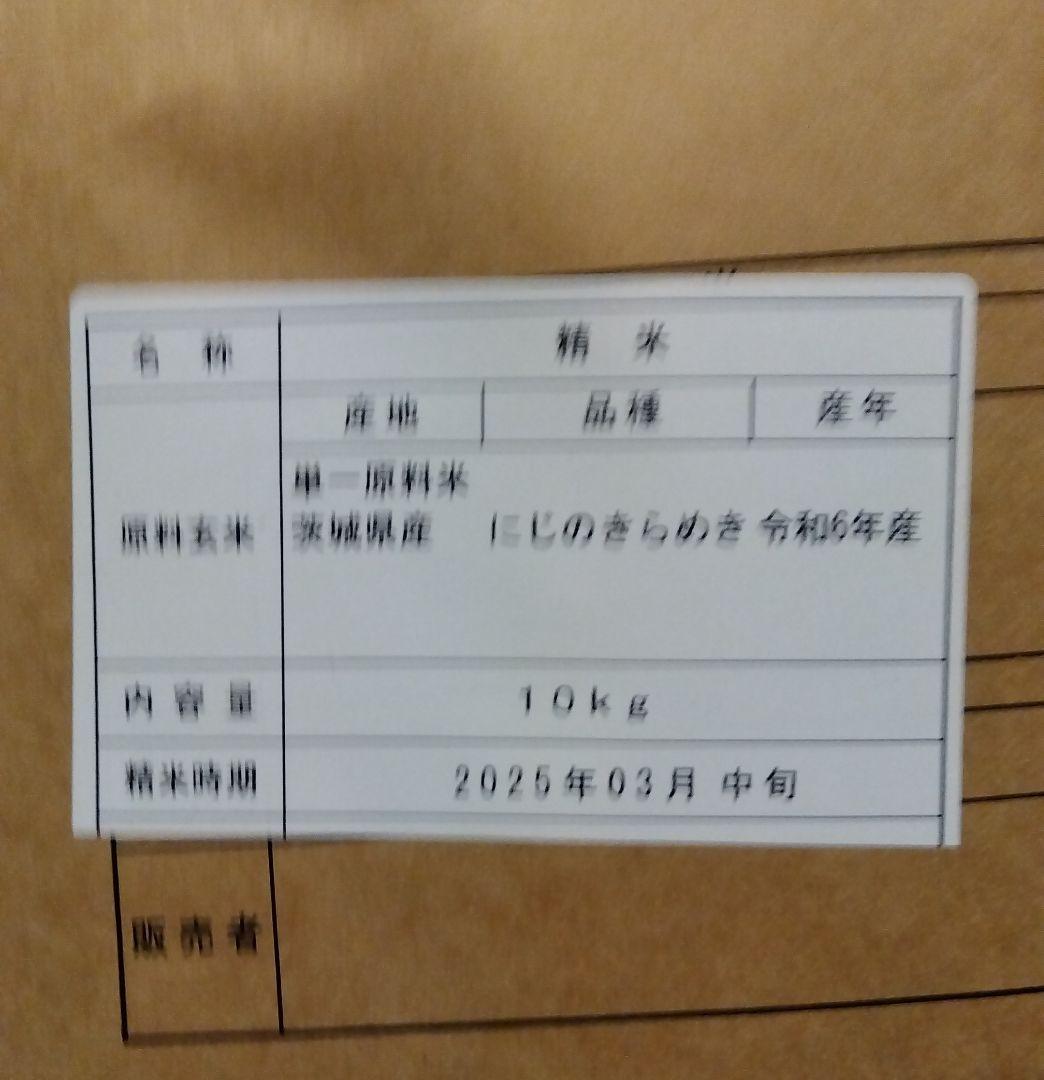 名 称 精 米
産 地 品 種 産 年
単一原料米
原料玄米 茨城県産 にじのきらめき 令和6年産
内 容 量 10kg
精米時期 2025年03月 中旬
販 売 者